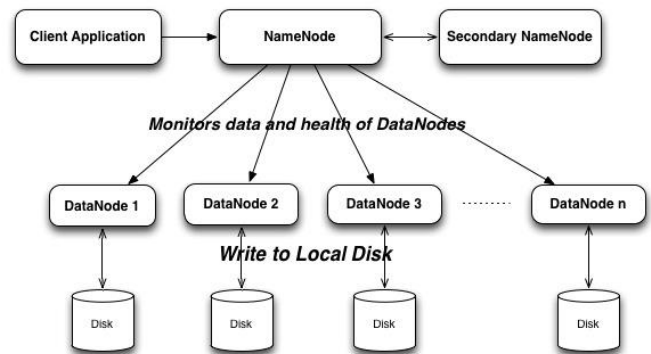 Client Application
NameNode
Secondary NameNode
Monitors data and health of DataNodes
DataNode 1
DataNode 2
DataNode 3
DataNode n
Write to Local Disk
Disk
Disk
Disk
Disk